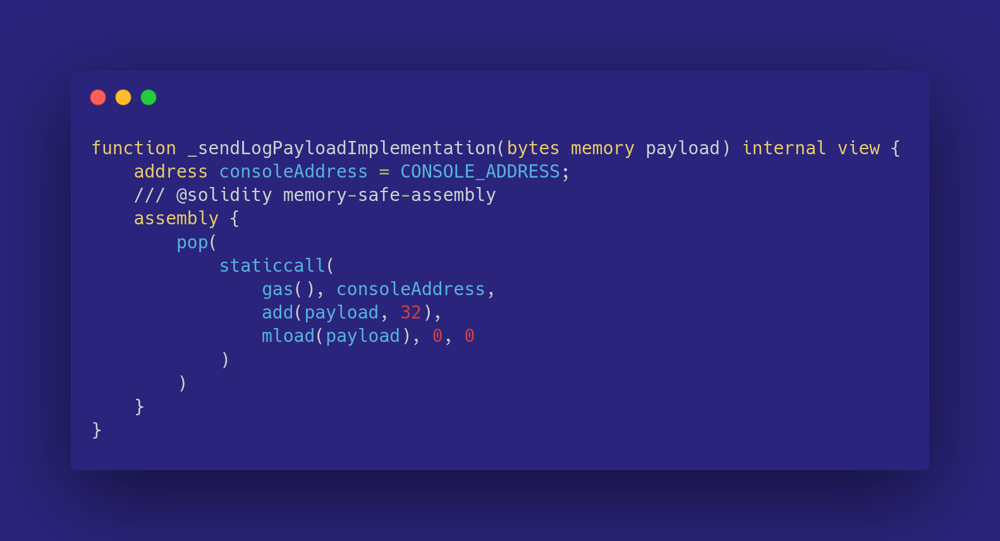 function _sendLogPayloadImplementation(bytes memory payload) internal view {
    address consoleAddress = CONSOLE_ADDRESS;
    /// @solidity memory-safe-assembly
    assembly {
        pop(
            staticcall(
                gas(), consoleAddress,
                add(payload, 32),
                mload(payload), 0, 0
            )
        )
    }
}